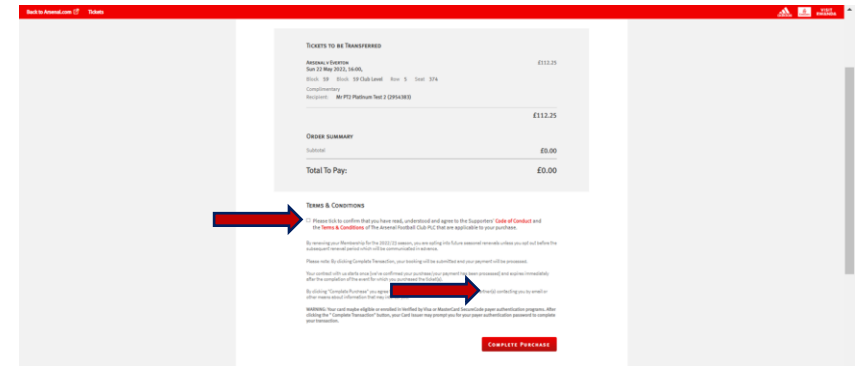 Back to Arsenal.com Tickets
VISIT RWANDA
TICKETS TO BE TRANSFERRED
ARSENAL V EVERTON £112.25
Sun 22 May 2022, 16:00,
Block 59 Block 59 Club Level Row 5 Seat 374
Complimentary
Recipient: Mr PT2 Platinum Test 2 (2954383)
£112.25
ORDER SUMMARY
Subtotal £0.00
Total To Pay: £0.00
TERMS & CONDITIONS
Please tick to confirm that you have read, understood and agree to the Supporters' Code of Conduct and
the Terms & Conditions of The Arsenal Football Club PLC that are applicable to your purchase.
By renewing your Membership for the 2022/23 season, you are opting into future seasonal renewals unless you opt out before the
subsequent renewal period which will be communicated in advance.
Please note: By clicking Complete Transaction, your booking will be submitted and your payment will be processed.
Your contract with us starts once we've confirmed your purchase (your payment has been processed) and expires immediately
after the completion of the event for which you purchased the ticket(s).
By clicking "Complete Purchase" you agree contacting you by email or
other means about information that may
WARNING: Your card maybe eligible or enrolled in Verified by Visa or MasterCard SecureCode payer authentication programs. After
clicking the "Complete Transaction" button, your Card Issuer may prompt you for your payer authentication password to complete
your transaction.
COMPLETE PURCHASE